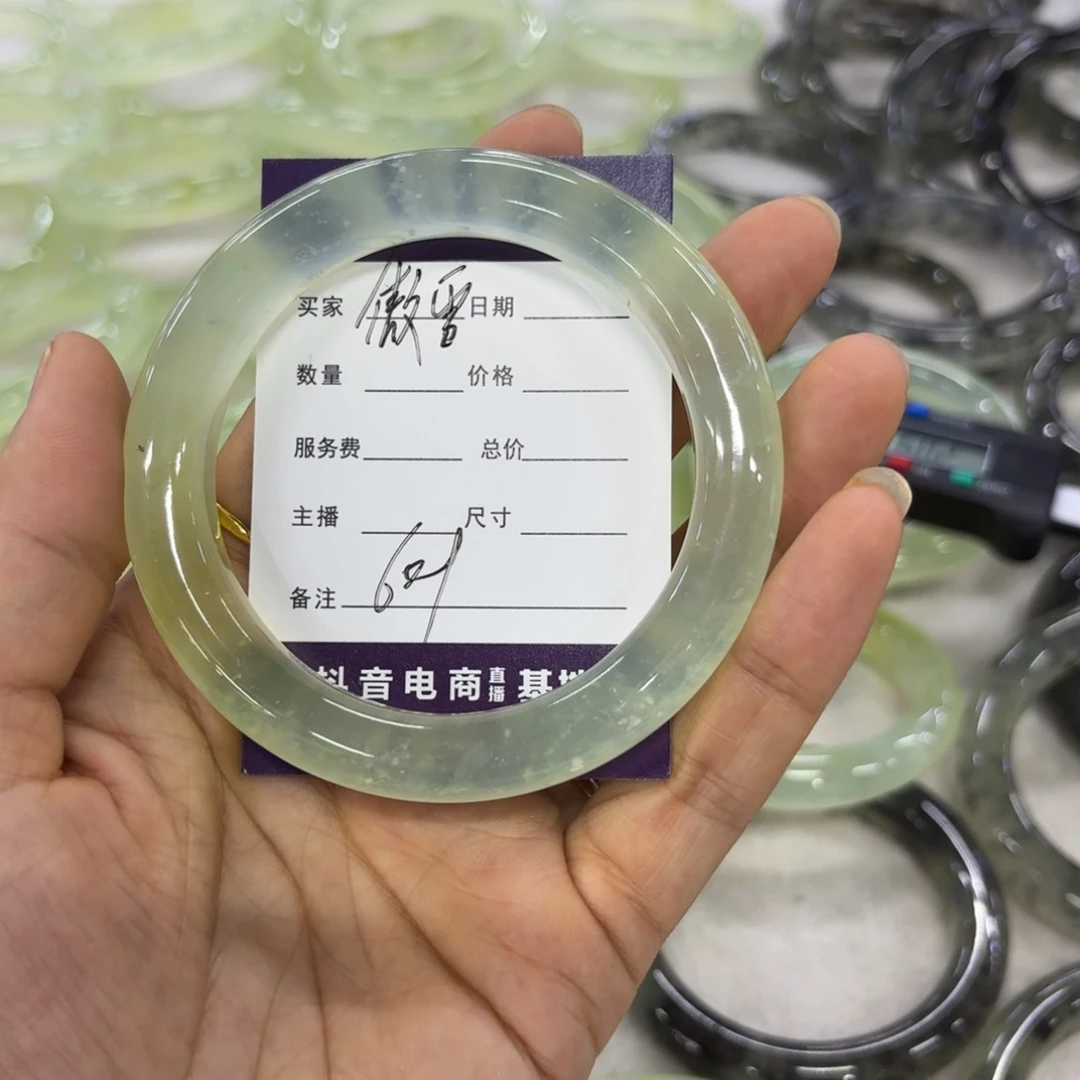 买家 日期
数量 价格
服务费 总价
主播 尺寸
备注
抖音电商直播基地